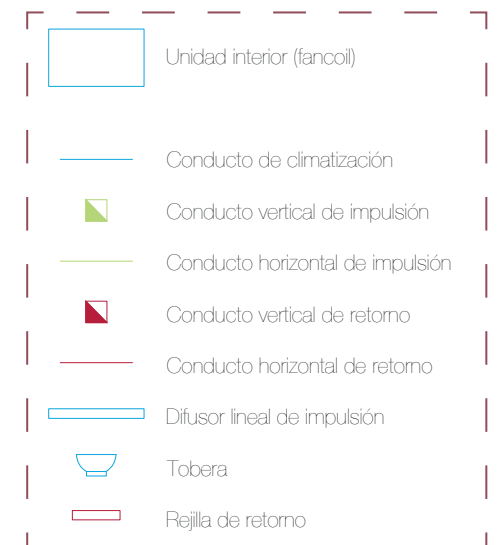 Unidad interior (fancoil)
Conducto de climatización
Conducto vertical de impulsión
Conducto horizontal de impulsión
Conducto vertical de retorno
Conducto horizontal de retorno
Difusor lineal de impulsión
Tobera
Rejilla de retorno